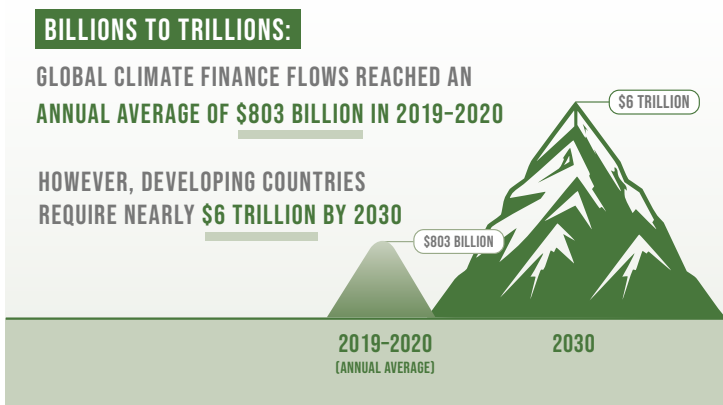 BILLIONS TO TRILLIONS:
GLOBAL CLIMATE FINANCE FLOWS REACHED AN
ANNUAL AVERAGE OF $803 BILLION IN 2019–2020
$6 TRILLION
HOWEVER, DEVELOPING COUNTRIES
REQUIRE NEARLY $6 TRILLION BY 2030
$803 BILLION
2019–2020
(ANNUAL AVERAGE)
2030